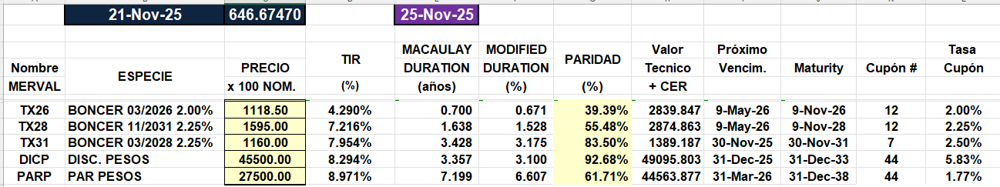 21-Nov-25 646.67470 25-Nov-25
MACAULAY MODIFIED Valor Próximo Tasa
TIR
Nombre PRECIO DURATION DURATION PARIDAD Tecnico Vencim. Maturity Cupón # Cupón
ESPECIE
MERVAL x 100 NOM. (%) (años) (%) (%) + CER
TX26 BONCER 03/2026 2.00% 1118.50 4.290% 0.700 0.671 39.39% 2839.847 9-May-26 9-Nov-26 12 2.00%
TX28 BONCER 11/2031 2.25% 1595.00 7.216% 1.638 1.528 55.48% 2874.863 9-May-26 9-Nov-28 12 2.25%
TX31 BONCER 03/2028 2.25% 1160.00 7.954% 3.428 3.175 83.50% 1389.187 30-Nov-25 30-Nov-31 7 2.50%
DICP DISC. PESOS 45500.00 8.294% 3.357 3.100 92.68% 49095.803 31-Dec-25 31-Dec-33 44 5.83%
PARP PAR PESOS 27500.00 8.971% 7.199 6.607 61.71% 44563.877 31-Mar-26 31-Dec-38 44 1.77%